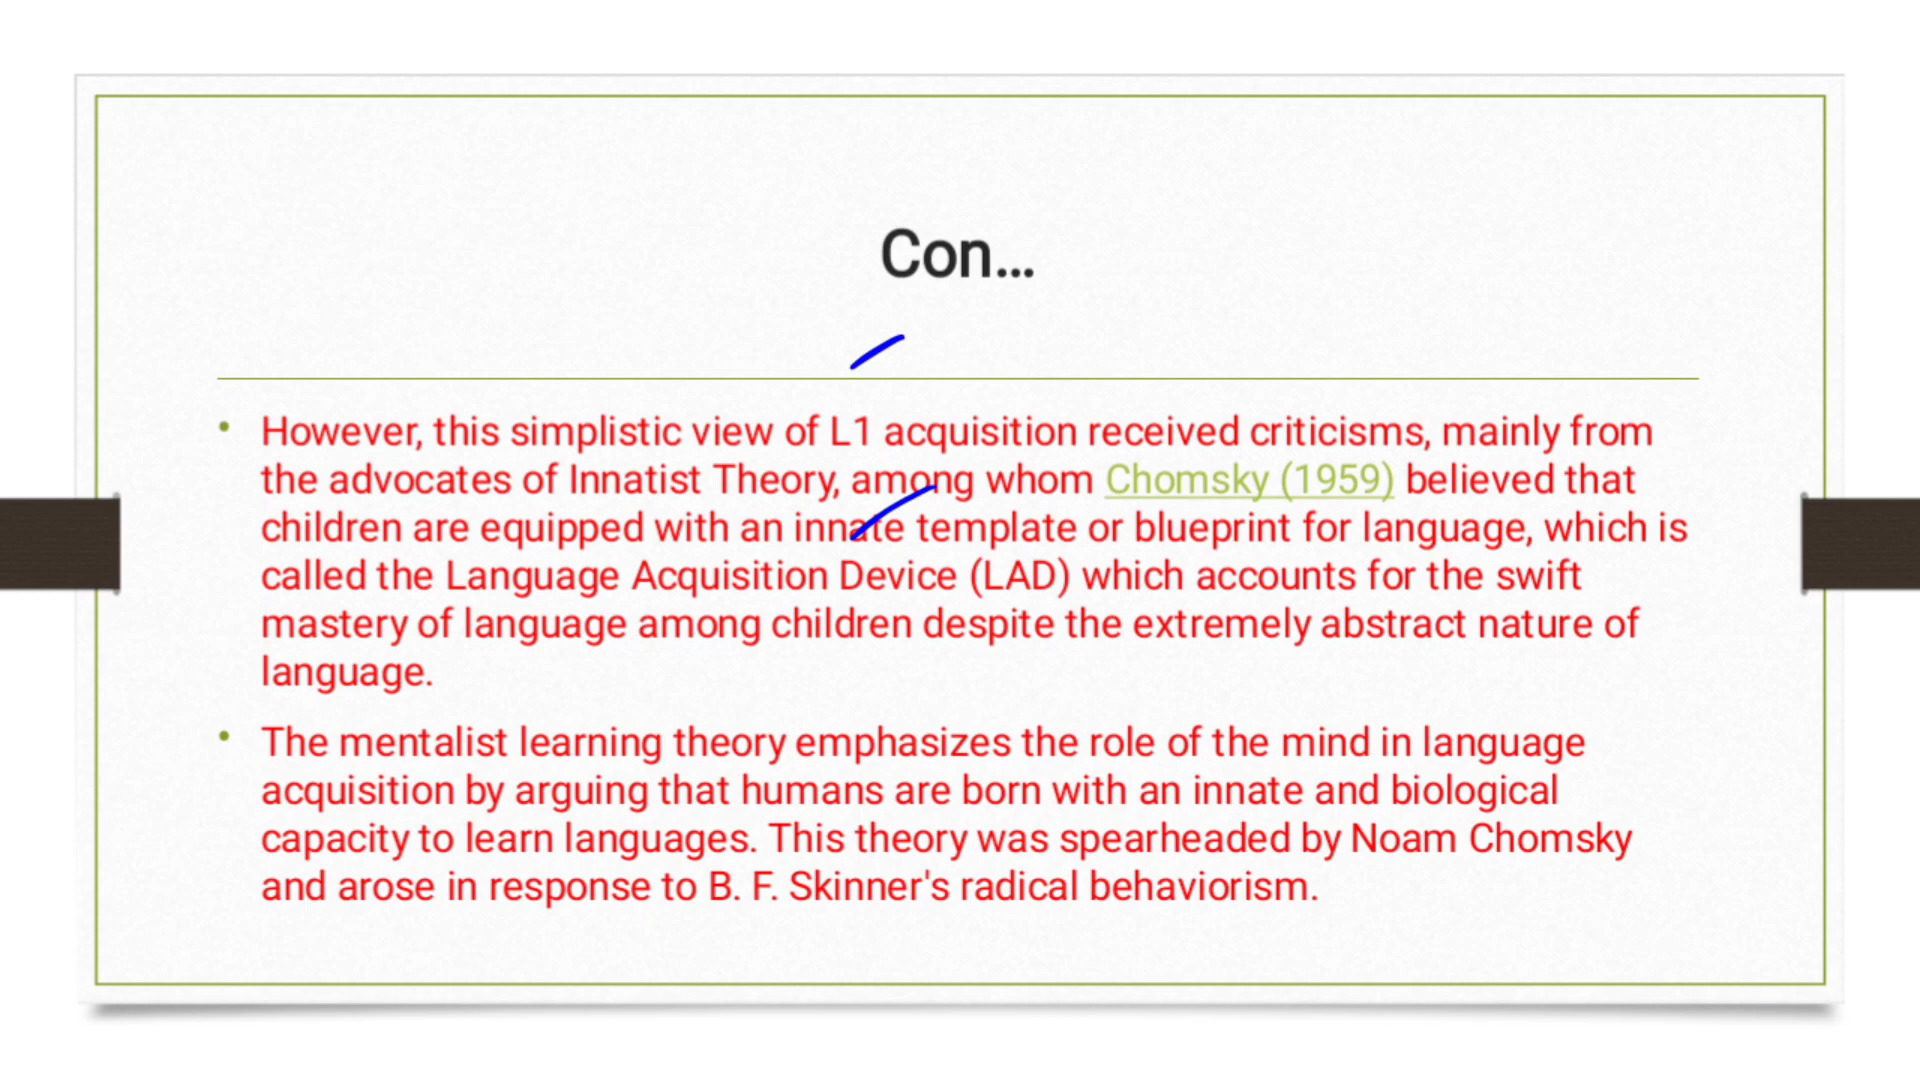 Con...
• However, this simplistic view of L1 acquisition received criticisms, mainly from
the advocates of Innatist Theory, among whom Chomsky (1959) believed that
children are equipped with an innate template or blueprint for language, which is
called the Language Acquisition Device (LAD) which accounts for the swift
mastery of language among children despite the extremely abstract nature of
language.
• The mentalist learning theory emphasizes the role of the mind in language
acquisition by arguing that humans are born with an innate and biological
capacity to learn languages. This theory was spearheaded by Noam Chomsky
and arose in response to B. F. Skinner's radical behaviorism.